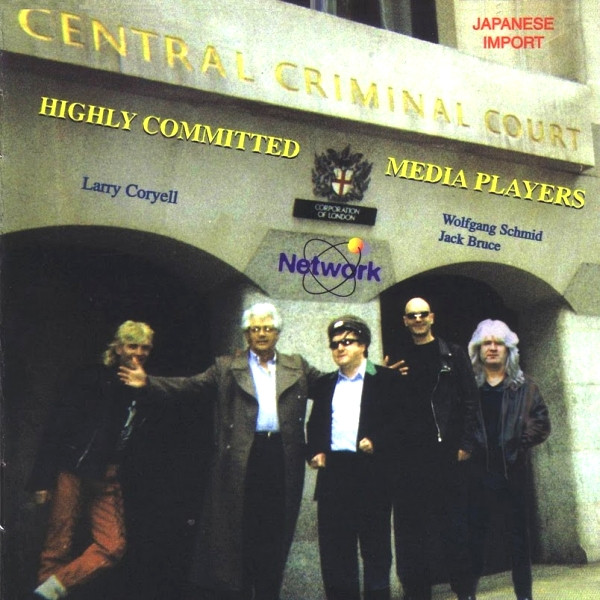 JAPANESE
IMPORT
CENTRAL CRIMINAL COURT
HIGHLY COMMITTED
MEDIA PLAYERS
Larry Coryell
CORPORATION
OF LONDON
Wolfgang Schmid
Jack Bruce
Network